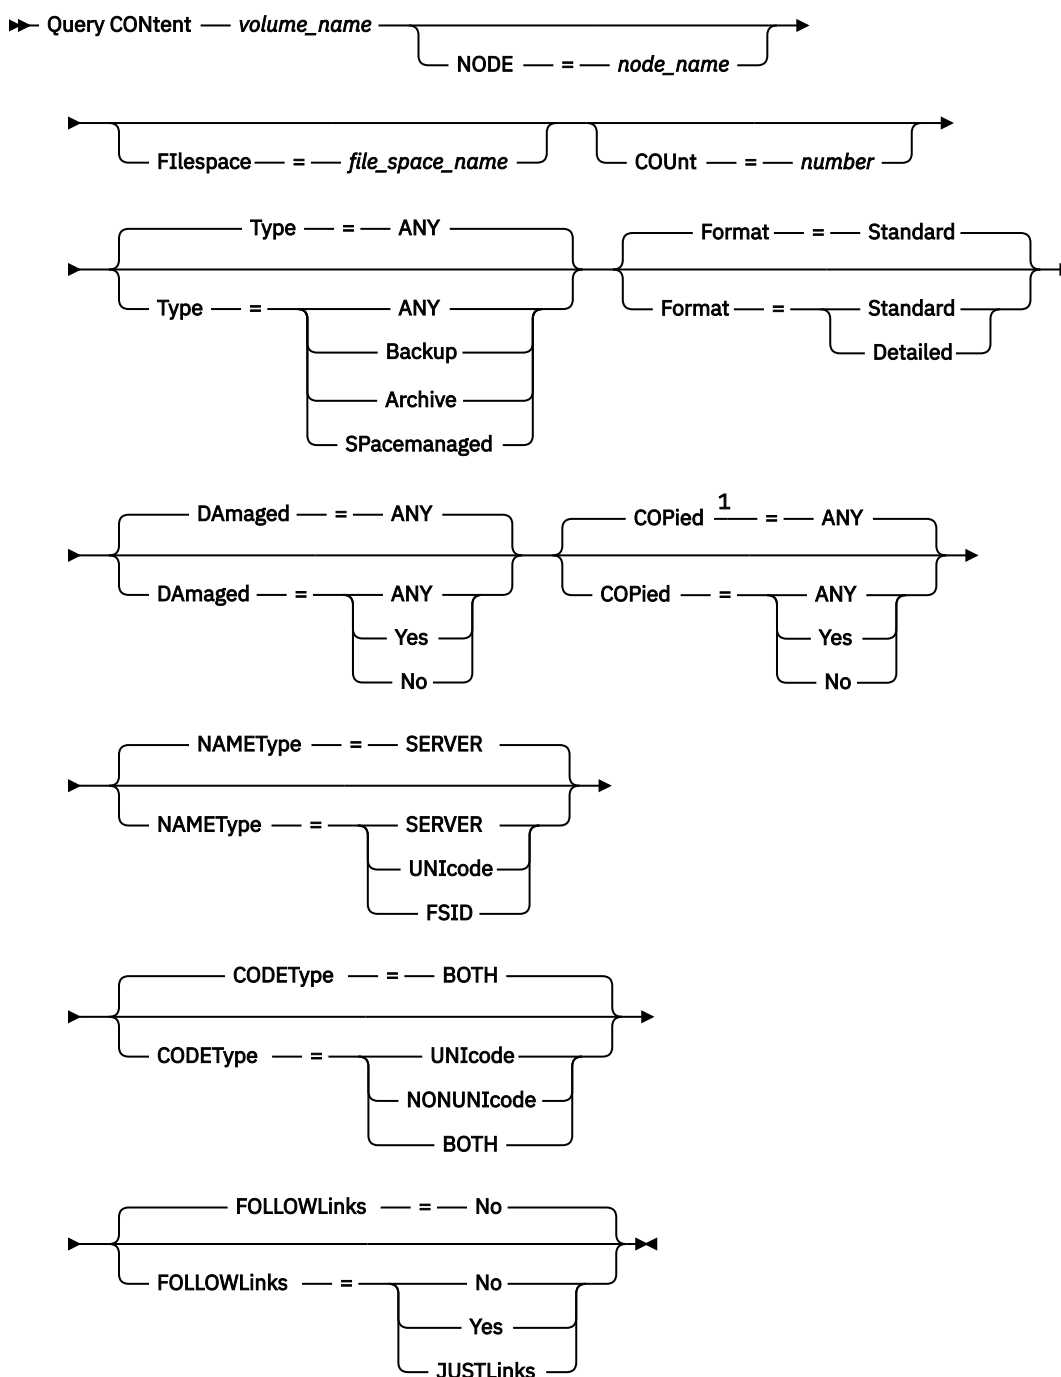 Query CONtent volume_name
NODE = node_name
FIlespace = file_space_name COUnt = number
Type = ANY Format = Standard
Type = ANY Format = Standard
Backup Detailed
Archive
SPacemanaged
DAmaged = ANY COPied 1 = ANY
DAmaged = ANY COPied = ANY
Yes Yes
No No
NAMEType = SERVER
NAMEType = SERVER
UNIcode
FSID
CODEType = BOTH
CODEType = UNIcode
NONUNIcode
BOTH
FOLLOWLinks = No
FOLLOWLinks = No
Yes
JUSTLinks